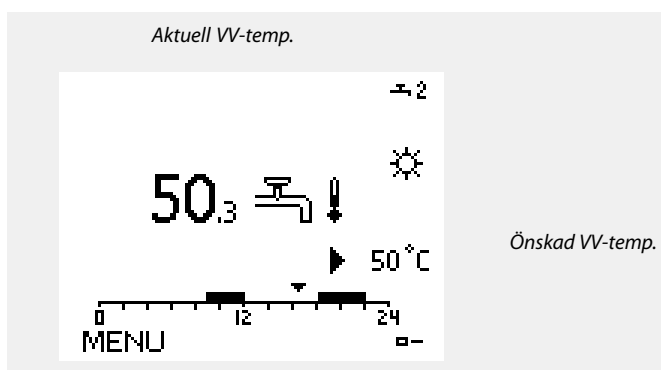 Aktuell VV-temp.
2
50.3
50 °C
Önskad VV-temp.
0 12 24
MENU